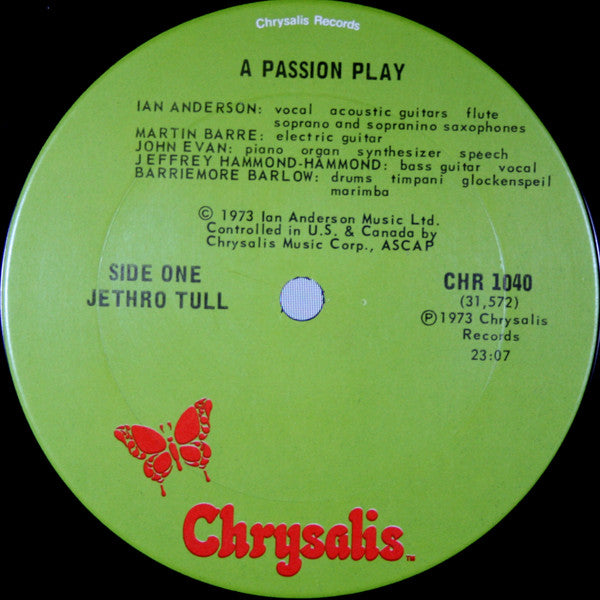 Chrysalis Records
A PASSION PLAY
IAN ANDERSON: vocal acoustic guitars flute
soprano and sopranino saxophones
MARTIN BARRE: electric guitar
JOHN EVAN: piano organ synthesizer speech
JEFFREY HAMMOND-HAMMOND: bass guitar vocal
BARRIEMORE BARLOW: drums timpani glockenspeil
marimba
© 1973 Ian Anderson Music Ltd.
Controlled in U.S. & Canada by
Chrysalis Music Corp., ASCAP
SIDE ONE
JETHRO TULL
CHR 1040
(31,572)
℗ 1973 Chrysalis
Records
23:07
Chrysalis™